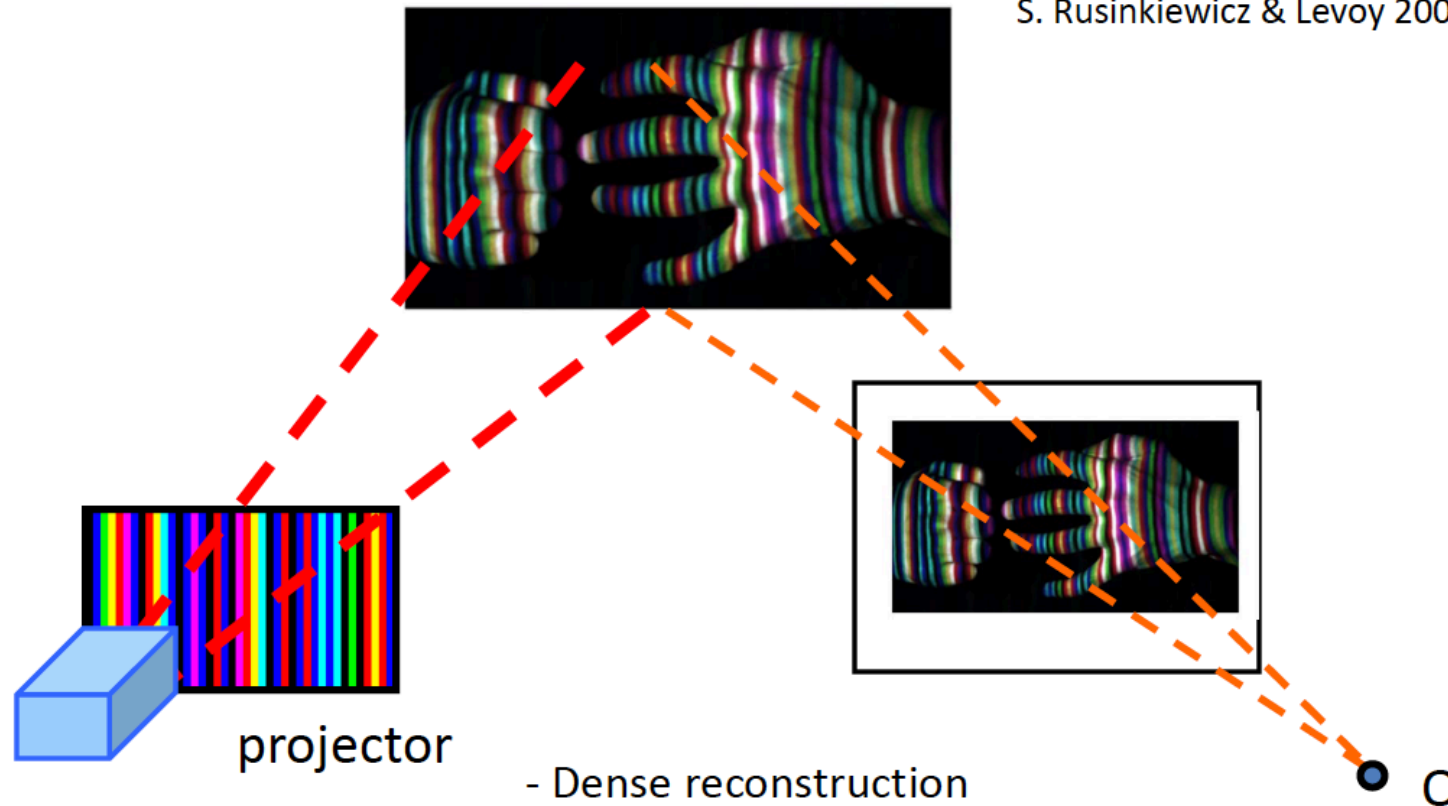 S. Rusinkiewicz & Levoy 200
projector
- Dense reconstruction